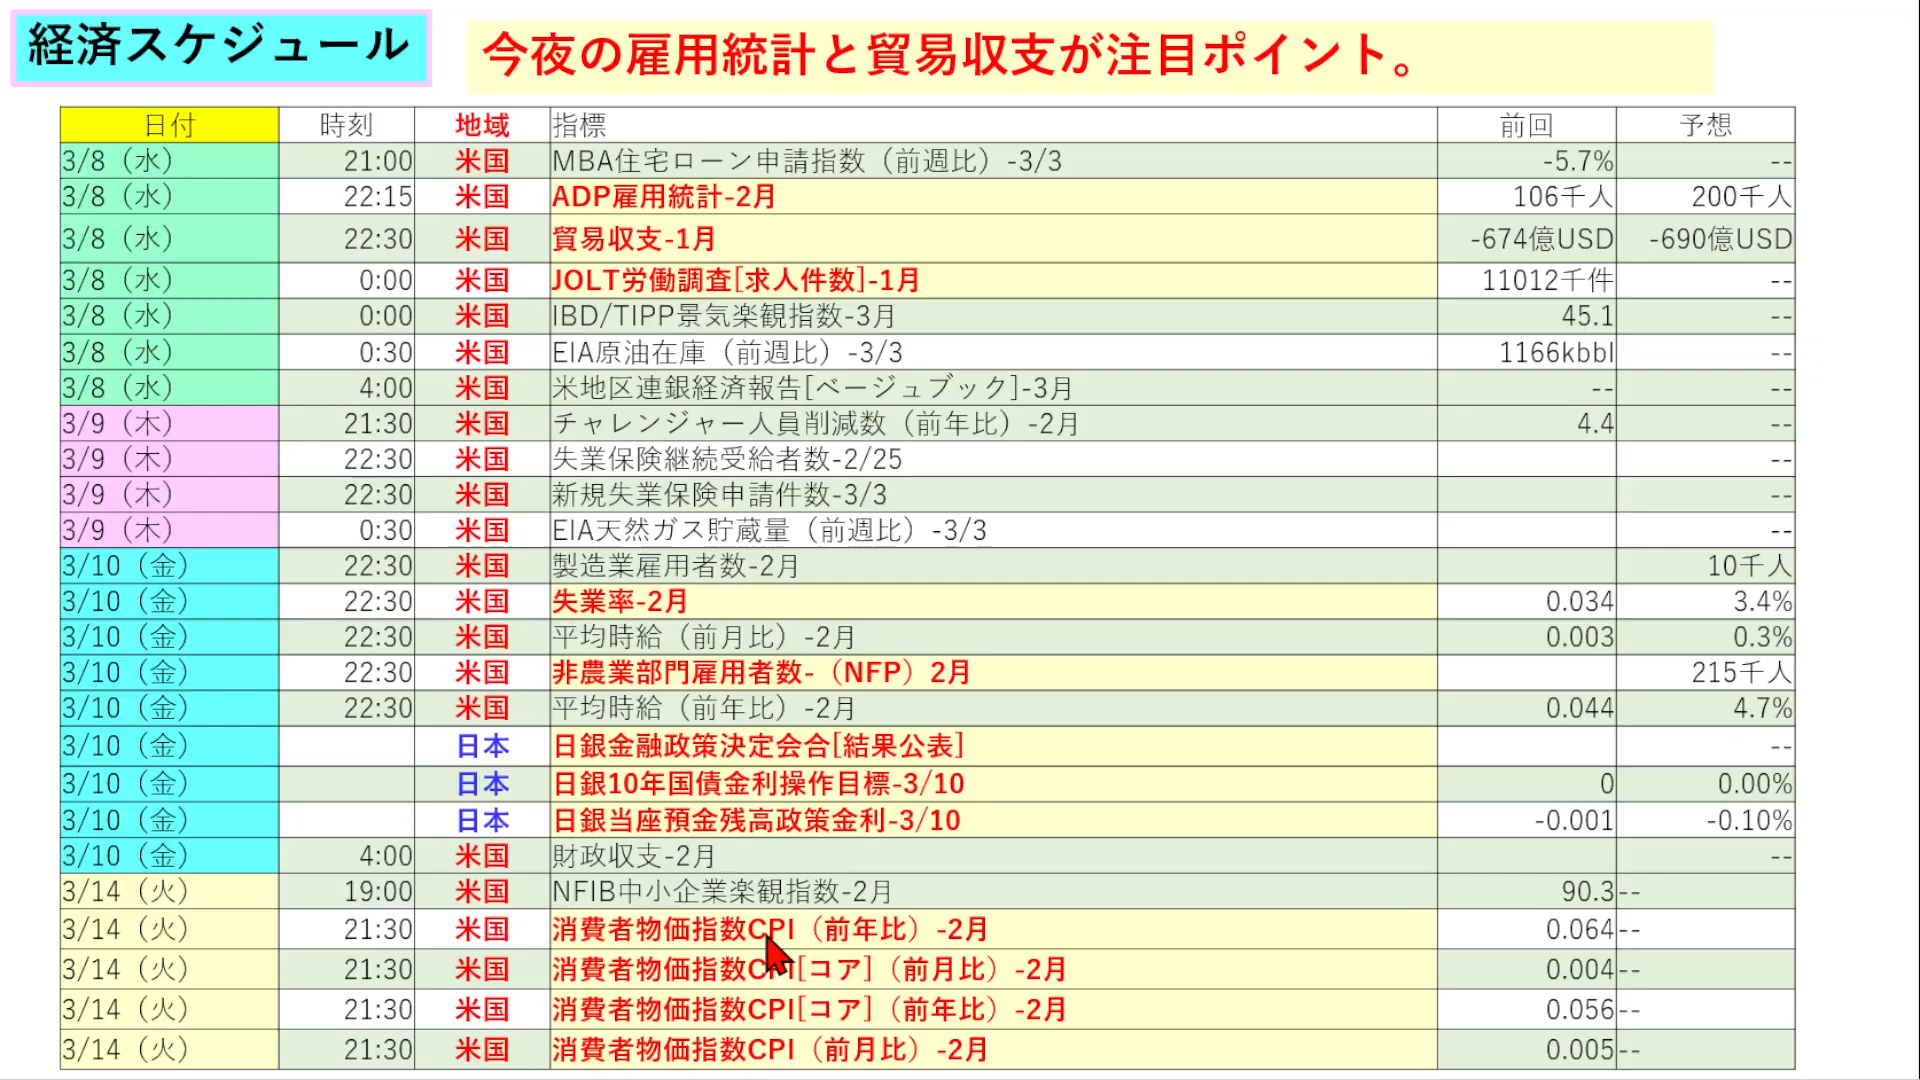 経済スケジュール
今夜の雇用統計と貿易収支が注目ポイント。
日付 時刻 地域 指標 前回 予想
3/8（水） 21:00 米国 MBA住宅ローン申請指数（前週比）-3/3 -5.7% --
3/8（水） 22:15 米国 ADP雇用統計-2月 106千人 200千人
3/8（水） 22:30 米国 貿易収支-1月 -674億USD -690億USD
3/8（水） 0:00 米国 JOLT労働調査[求人件数]-1月 11012千件 --
3/8（水） 0:00 米国 IBD/TIPP景気楽観指数-3月 45.1 --
3/8（水） 0:30 米国 EIA原油在庫（前週比）-3/3 1166kbbl --
3/8（水） 4:00 米国 米地区連銀経済報告[ベージュブック]-3月 -- --
3/9（木） 21:30 米国 チャレンジャー人員削減数（前年比）-2月 4.4 --
3/9（木） 22:30 米国 失業保険継続受給者数-2/25 --
3/9（木） 22:30 米国 新規失業保険申請件数-3/3 --
3/9（木） 0:30 米国 EIA天然ガス貯蔵量（前週比）-3/3 --
3/10（金） 22:30 米国 製造業雇用者数-2月 10千人
3/10（金） 22:30 米国 失業率-2月 0.034 3.4%
3/10（金） 22:30 米国 平均時給（前月比）-2月 0.003 0.3%
3/10（金） 22:30 米国 非農業部門雇用者数-（NFP）2月 215千人
3/10（金） 22:30 米国 平均時給（前年比）-2月 0.044 4.7%
3/10（金） 日本 日銀金融政策決定会合[結果公表] --
3/10（金） 日本 日銀10年国債金利操作目標-3/10 0 0.00%
3/10（金） 日本 日銀当座預金残高政策金利-3/10 -0.001 -0.10%
3/10（金） 4:00 米国 財政収支-2月 --
3/14（火） 19:00 米国 NFIB中小企業楽観指数-2月 90.3 --
3/14（火） 21:30 米国 消費者物価指数CPI（前年比）-2月 0.064 --
3/14（火） 21:30 米国 消費者物価指数CPI[コア]（前月比）-2月 0.004 --
3/14（火） 21:30 米国 消費者物価指数CPI[コア]（前年比）-2月 0.056 --
3/14（火） 21:30 米国 消費者物価指数CPI（前月比）-2月 0.005 --